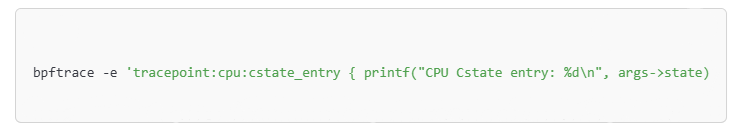 bpftrace -e 'tracepoint:cpu:cstate_entry { printf("CPU Cstate entry: %d\n", args->state)